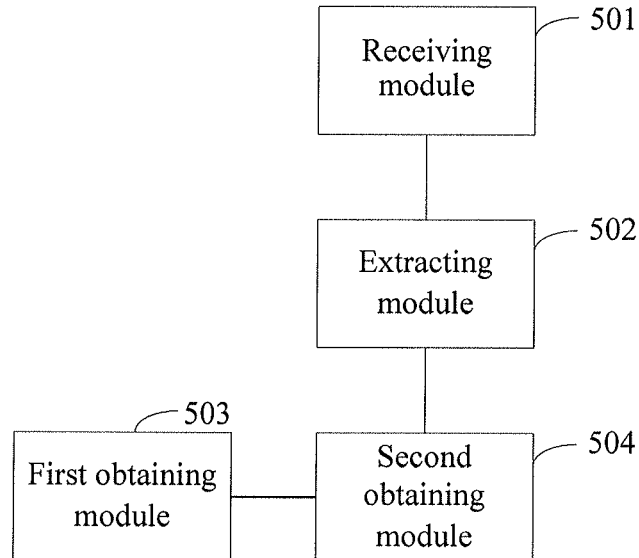 501
Receiving
module
502
Extracting
module
503
First obtaining
module
504
Second
obtaining
module